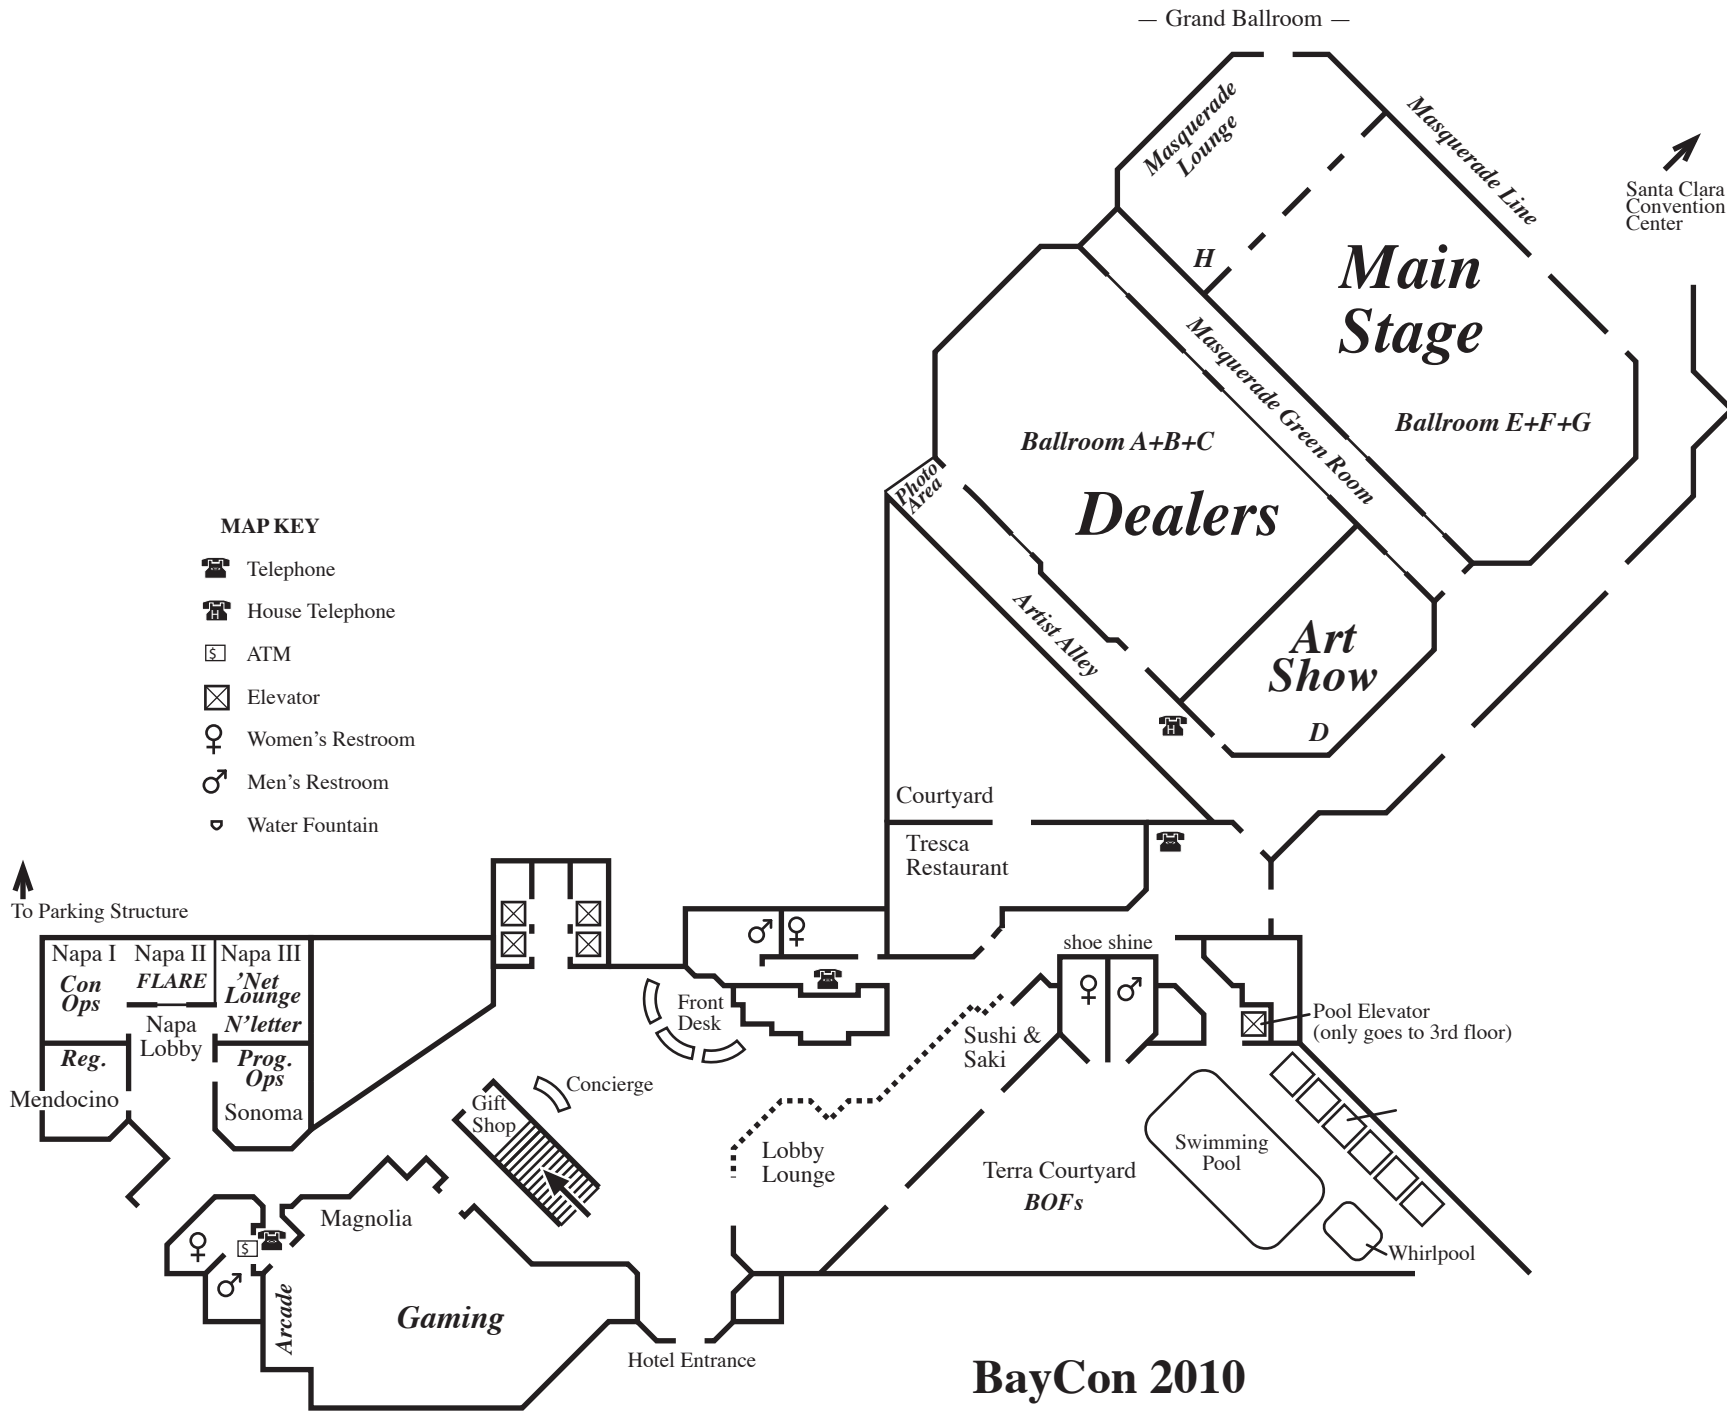 — Grand Ballroom —
Masquerade
Lounge
Masquerade Line
Santa Clara
Convention
Center
H
Main
Stage
Masquerade Green Room
Ballroom E+F+G
Ballroom A+B+C
Photo
Area
Dealers
Artist Alley
Art
Show
D
MAP KEY
Telephone
H
House Telephone
$
ATM
Elevator
Women's Restroom
Men's Restroom
Water Fountain
H
Courtyard
Tresca
Restaurant
To Parking Structure
Napa I
Con
Ops
Napa II
FLARE
Napa III
'Net
Lounge
N'letter
Napa
Lobby
Reg.
Mendocino
Prog.
Ops
Sonoma
shoe shine
Front
Desk
Sushi &
Saki
Pool Elevator
(only goes to 3rd floor)
Concierge
Gift
Shop
Lobby
Lounge
Terra Courtyard
BOFs
Swimming
Pool
Whirlpool
Magnolia
$
Arcade
Gaming
Hotel Entrance
BayCon 2010